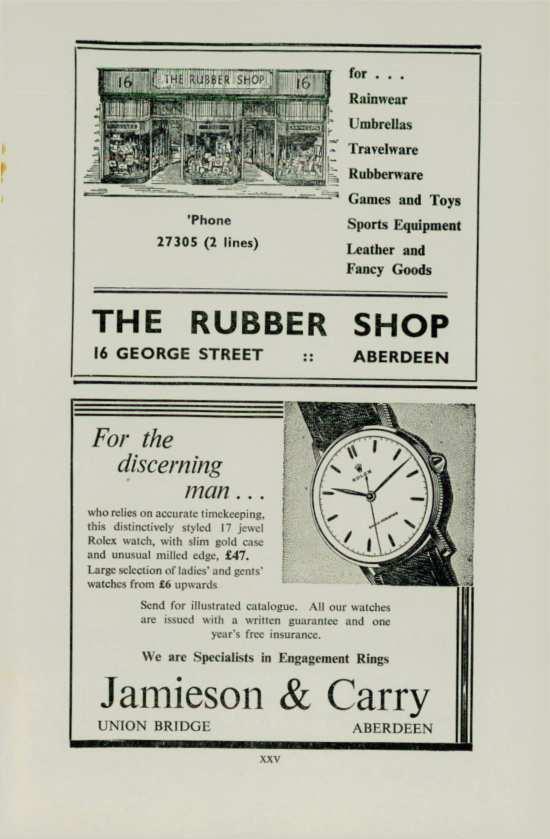 16 THE RUBBER SHOP 16
'Phone
27305 (2 lines)
for . . .
Rainwear
Umbrellas
Travelware
Rubberware
Games and Toys
Sports Equipment
Leather and
Fancy Goods
THE RUBBER SHOP
16 GEORGE STREET :: ABERDEEN
For the
discerning
man . . .
who relies on accurate timekeeping,
this distinctively styled 17 jewel
Rolex watch, with slim gold case
and unusual milled edge, £47.
Large selection of ladies' and gents'
watches from £6 upwards
ROLEX
Send for illustrated catalogue. All our watches
are issued with a written guarantee and one
year's free insurance.
We are Specialists in Engagement Rings
Jamieson & Carry
UNION BRIDGE ABERDEEN
XXV